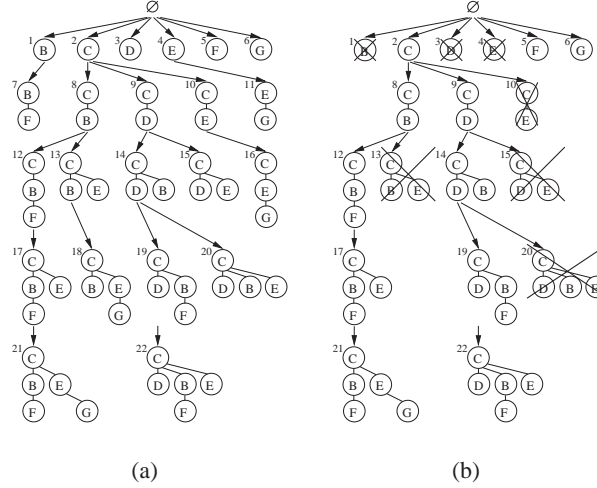 ∅ ∅
1 B 2 C 3 D 4 E 5 F 6 G 1 B 2 C 3 D 4 E 5 F 6 G
7 B 8 C 9 C 10 C 11 E 8 C 9 C 10 C
F B D E G B D E
12 C 13 C 14 C 15 C 16 C 12 C 13 C 14 C 15 C
B B E D B D E E B B E D B D E
F G F
17 C 18 C 19 C 20 C 17 C 19 C 20 C
B E B E D B D B E B E D B D B E
F G F F F
21 C 22 C 21 C 22 C
B E D B E B E D B E
F G F F G F
(a) (b)